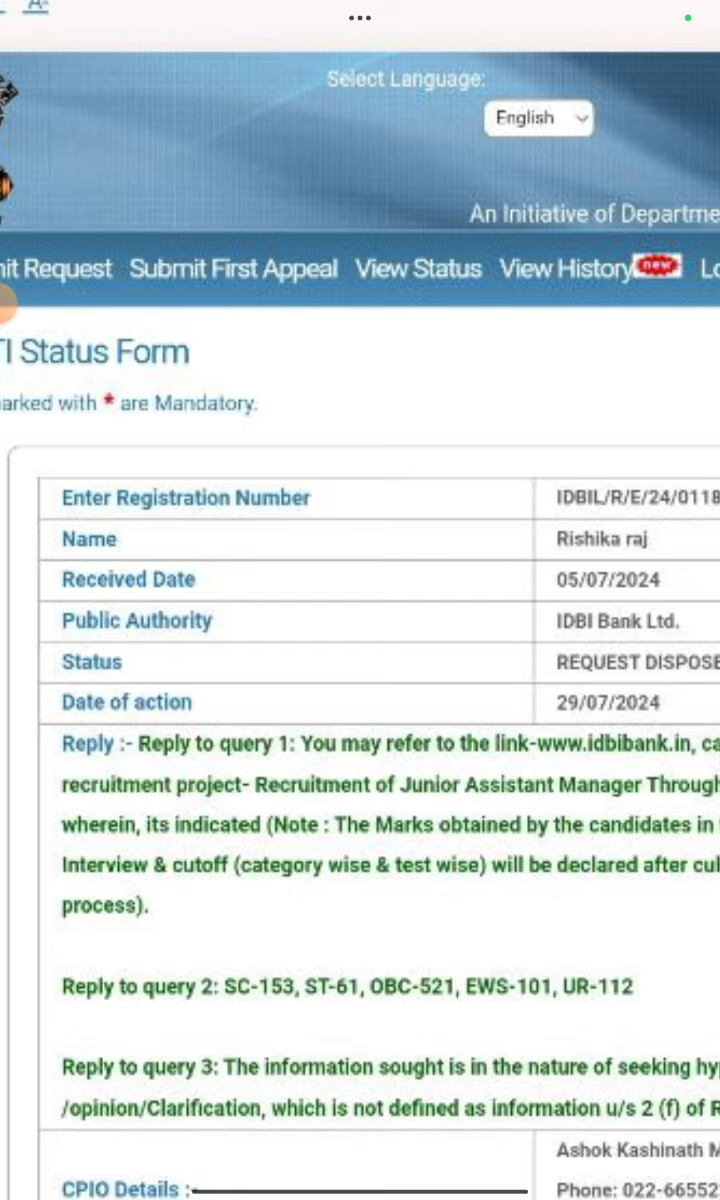 A-
Select Language:
English
An Initiative of Departme
it Request Submit First Appeal View Status View History new Lo
TI Status Form
arked with * are Mandatory.
Enter Registration Number IDBIL/R/E/24/0118
Name Rishika raj
Received Date 05/07/2024
Public Authority IDBI Bank Ltd.
Status REQUEST DISPOSE
Date of action 29/07/2024
Reply :- Reply to query 1: You may refer to the link-www.idbibank.in, ca
recruitment project- Recruitment of Junior Assistant Manager Through
wherein, its indicated (Note : The Marks obtained by the candidates in
Interview & cutoff (category wise & test wise) will be declared after cul
process).
Reply to query 2: SC-153, ST-61, OBC-521, EWS-101, UR-112
Reply to query 3: The information sought is in the nature of seeking hyp
/opinion/Clarification, which is not defined as information u/s 2 (f) of R
Ashok Kashinath M
CPIO Details :- Phone: 022-66552